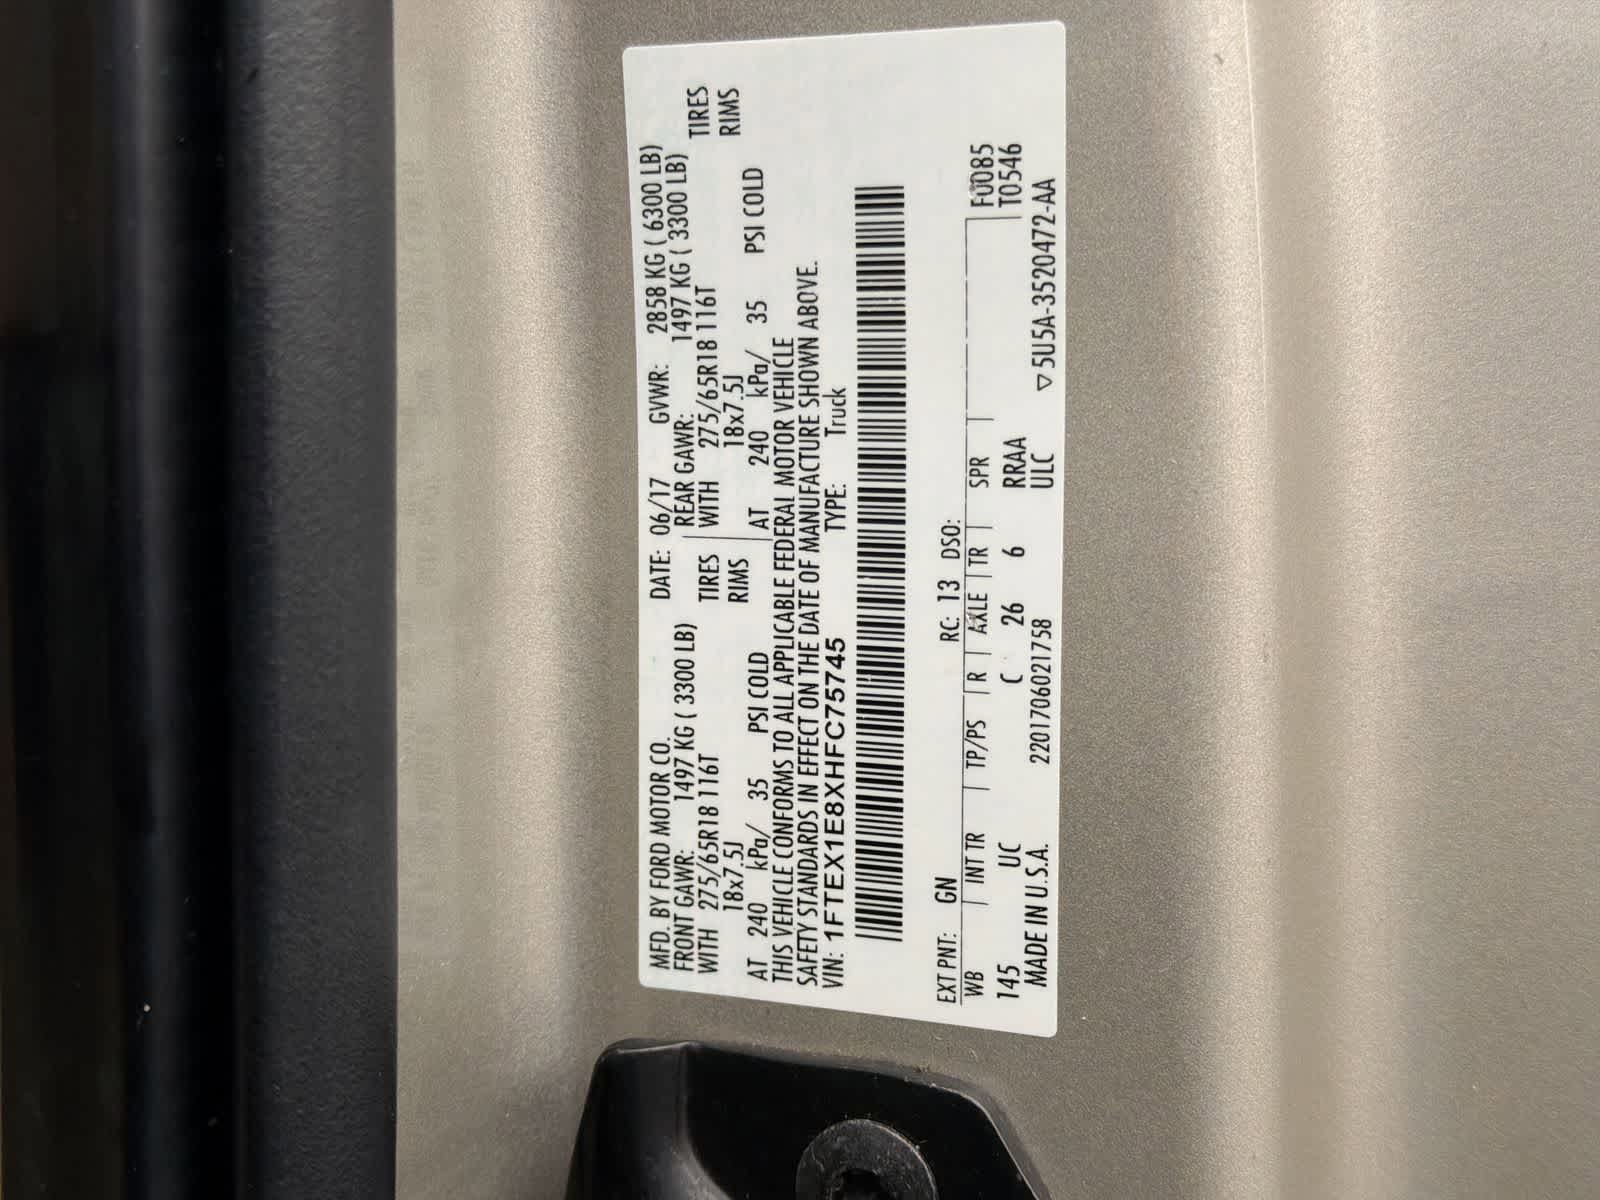 MFD. BY FORD MOTOR CO. DATE: 06/17 GVWR: 2858 KG ( 6300 LB)
FRONT GAWR: 1497 KG ( 3300 LB) REAR GAWR: 1497 KG ( 3300 LB)
WITH 275/65R18 116T TIRES WITH 275/65R18 116T TIRES
18x7.5J RIMS 18x7.5J RIMS
AT 240 kPa/ 35 PSI COLD AT 240 kPa/ 35 PSI COLD
THIS VEHICLE CONFORMS TO ALL APPLICABLE FEDERAL MOTOR VEHICLE
SAFETY STANDARDS IN EFFECT ON THE DATE OF MANUFACTURE SHOWN ABOVE.
VIN: 1FTEX1E8XHFC75745 TYPE: Truck
EXT PNT: GN RC: 13 DSO:
WB INT TR TP/PS R AXLE TR SPR F0085
145 UC C 26 6 RRAA T0546
MADE IN U.S.A. 2201706021758 ULC ▽5U5A-3520472-AA